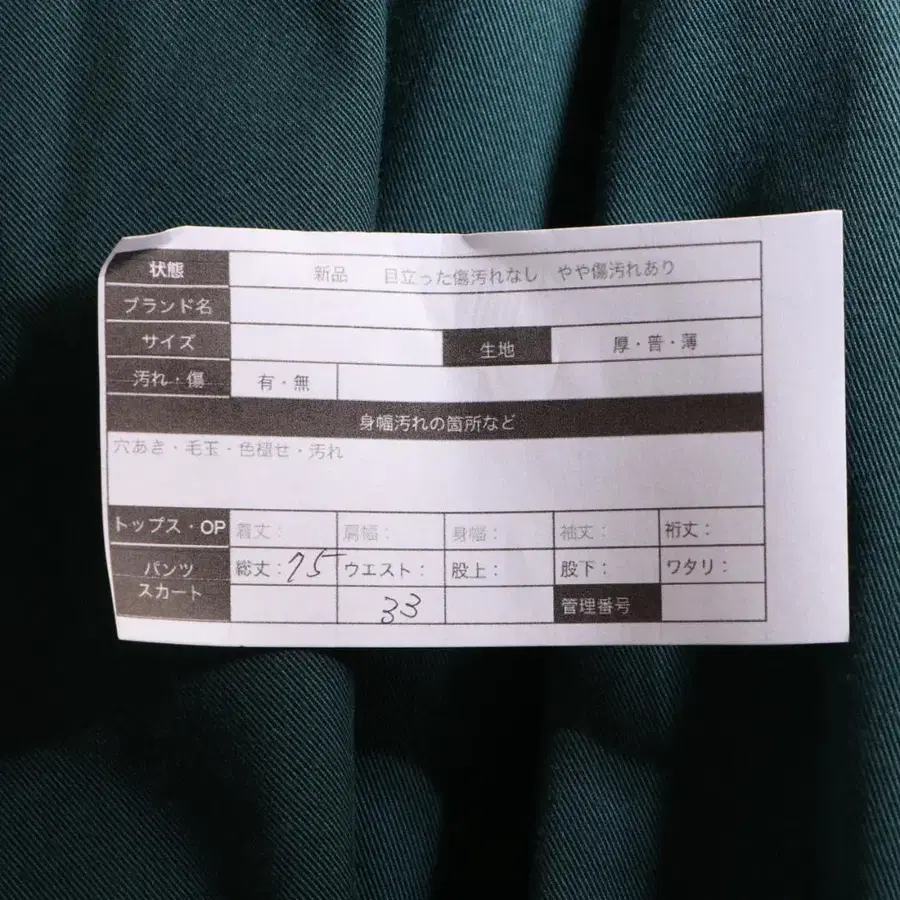 状態 新品 目立った傷汚れなし やや傷汚れあり
ブランド名
サイズ 生地 厚・普・薄
汚れ・傷 有・無
身幅汚れの箇所など
穴あき・毛玉・色褪せ・汚れ
トップス・OP 着丈： 肩幅： 身幅： 袖丈： 裄丈：
パンツ 総丈：75 ウエスト： 股上： 股下： ワタリ：
スカート 33 管理番号